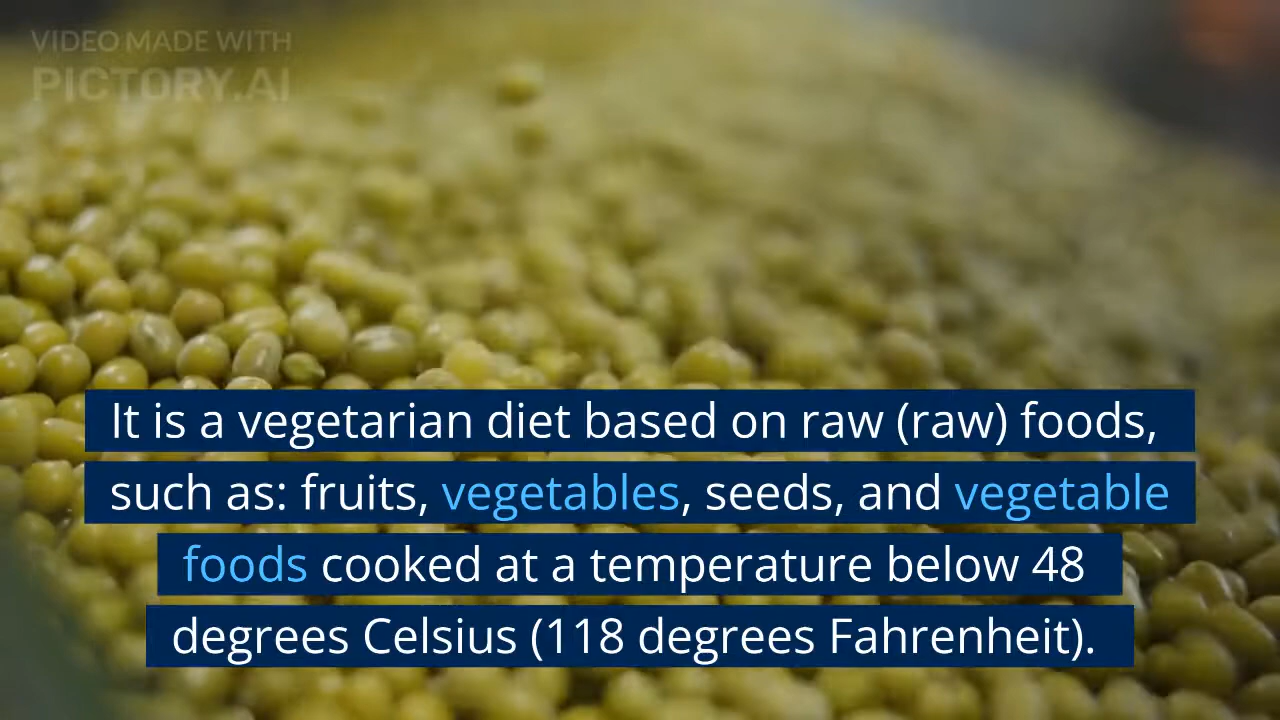 VIDEO MADE WITH
PICTORY.AI
It is a vegetarian diet based on raw (raw) foods,
such as: fruits, vegetables, seeds, and vegetable
foods cooked at a temperature below 48
degrees Celsius (118 degrees Fahrenheit).